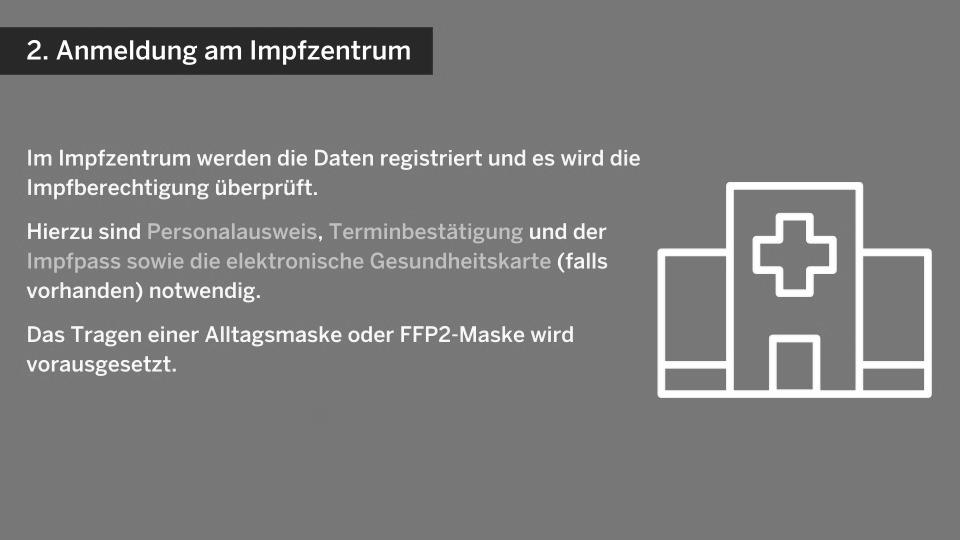 2. Anmeldung am Impfzentrum
Im Impfzentrum werden die Daten registriert und es wird die
Impfberechtigung überprüft.
Hierzu sind Personalausweis, Terminbestätigung und der
Impfpass sowie die elektronische Gesundheitskarte (falls
vorhanden) notwendig.
Das Tragen einer Alltagsmaske oder FFP2-Maske wird
vorausgesetzt.